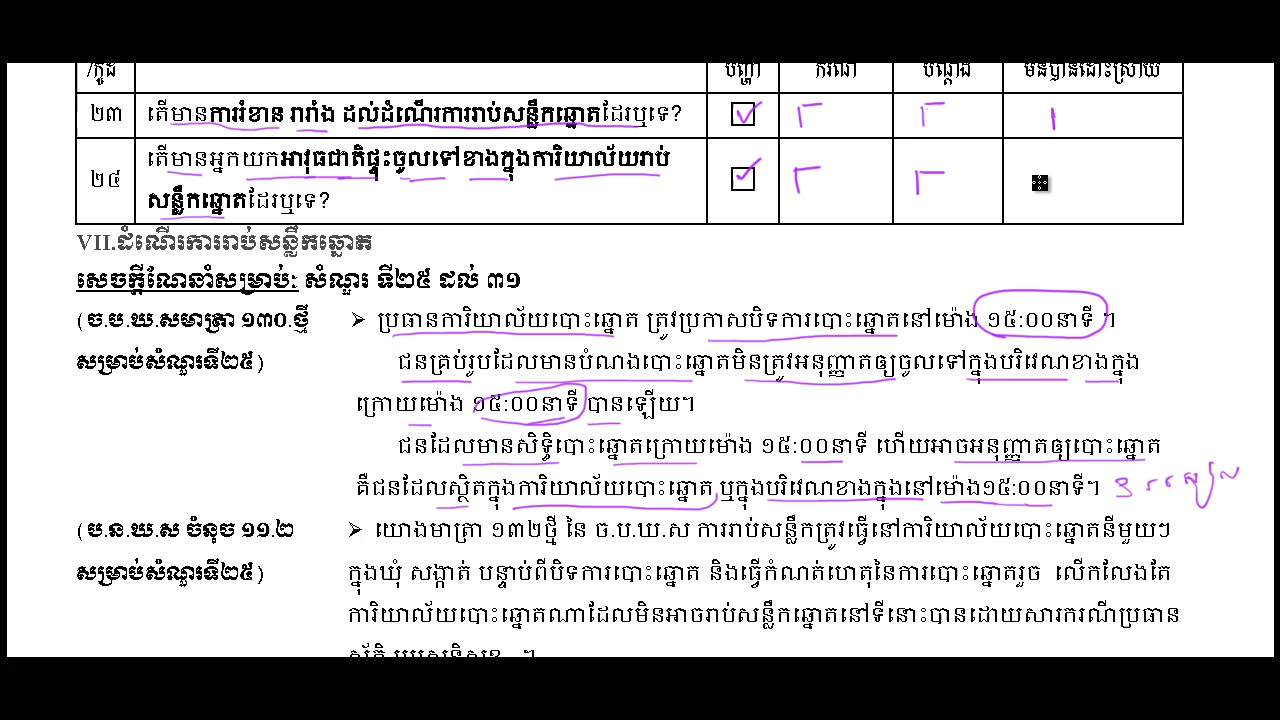 /កូដ បញ្ហា ករណី បណ្តឹង មិនបានដោះស្រាយ
២៣ តើមានការរំខាន រារាំង ដល់ដំណើរការរាប់សន្លឹកឆ្នោតដែរឬទេ?
២៤ តើមានអ្នកយកអាវុធជាតិផ្ទុះចូលទៅខាងក្នុងការិយាល័យរាប់
សន្លឹកឆ្នោតដែរឬទេ?
VII.ដំណើរការរាប់សន្លឹកឆ្នោត
សេចក្តីណែនាំសម្រាប់: សំណួរ ទី២៥ ដល់ ៣១
(ច.ប.ឃ.សមាត្រា ១៣០.ថ្មី ➢ ប្រធានការិយាល័យបោះឆ្នោត ត្រូវប្រកាសបិទការបោះឆ្នោតនៅម៉ោង ១៥:០០នាទី ។
សម្រាប់សំណួរទី២៥) ជនគ្រប់រូបដែលមានបំណងបោះឆ្នោតមិនត្រូវអនុញ្ញាតឲ្យចូលទៅក្នុងបរិវេណខាងក្នុង
ក្រោយម៉ោង ១៥:០០នាទី បានឡើយ។
ជនដែលមានសិទ្ធិបោះឆ្នោតក្រោយម៉ោង ១៥:០០នាទី ហើយអាចអនុញ្ញាតឲ្យបោះឆ្នោត
គឺជនដែលស្ថិតក្នុងការិយាល័យបោះឆ្នោត ឬក្នុងបរិវេណខាងក្នុងនៅម៉ោង១៥:០០នាទី។
(ប.ន.ឃ.ស ចំនុច ១១.២ ➢ យោងមាត្រា ១៣២ថ្មី នៃ ច.ប.ឃ.ស ការរាប់សន្លឹកត្រូវធ្វើនៅការិយាល័យបោះឆ្នោតនីមួយៗ
សម្រាប់សំណួរទី២៥) ក្នុងឃុំ សង្កាត់ បន្ទាប់ពីបិទការបោះឆ្នោត និងធ្វើកំណត់ហេតុនៃការបោះឆ្នោតរួច លើកលែងតែ
ការិយាល័យបោះឆ្នោតណាដែលមិនអាចរាប់សន្លឹកឆ្នោតនៅទីនោះបានដោយសារករណីប្រធាន